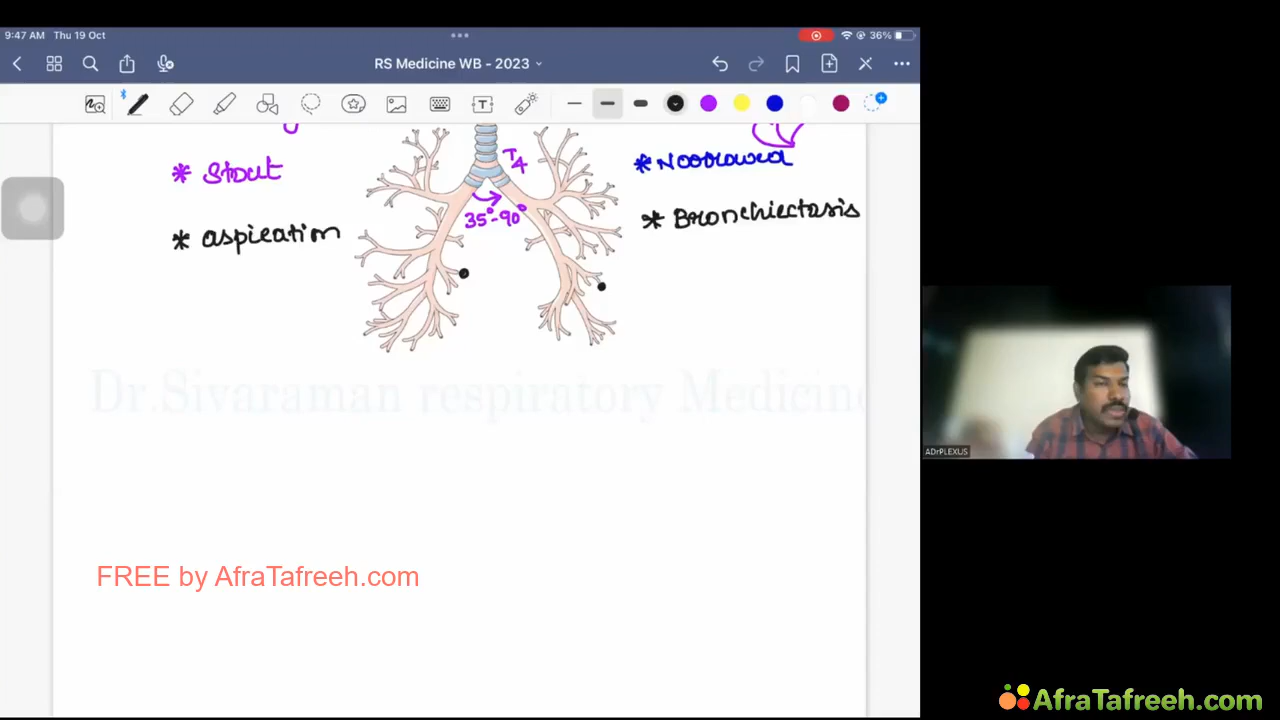 9:47 AM Thu 19 Oct
36%
RS Medicine WB - 2023
* Stout
T4
* Narrowed
35°-90°
* Bronchiectasis
* aspiration
Dr.Sivaraman respiratory Medicine
ADrPLEXUS
FREE by AfraTafreeh.com
AfraTafreeh.com